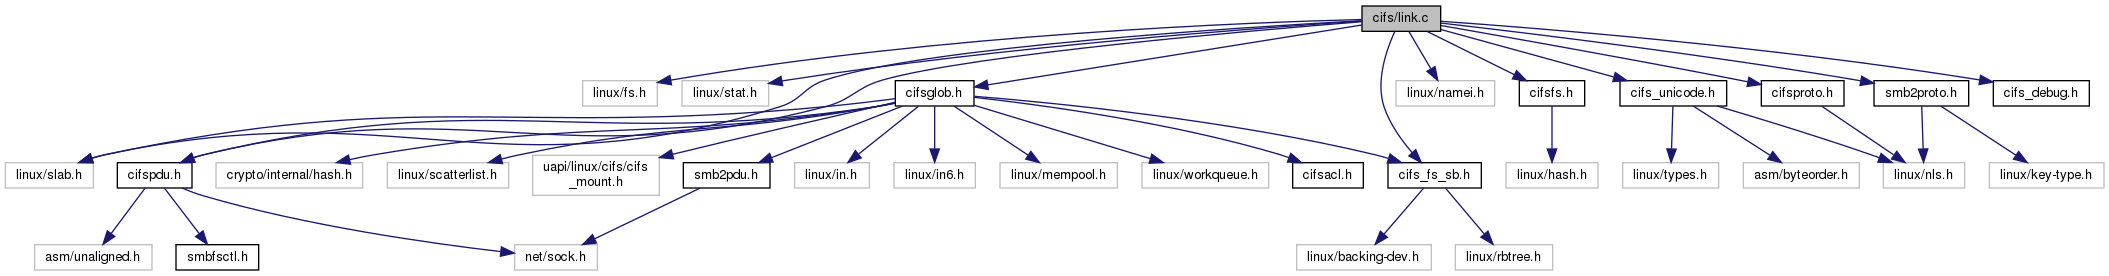 cifs/link.c
linux/fs.h
linux/stat.h
cifsglob.h
linux/namei.h
cifsfs.h
cifs_unicode.h
cifsproto.h
smb2proto.h
cifs_debug.h
linux/slab.h
cifspdu.h
crypto/internal/hash.h
linux/scatterlist.h
uapi/linux/cifs/cifs
_mount.h
smb2pdu.h
linux/in.h
linux/in6.h
linux/mempool.h
linux/workqueue.h
cifsacl.h
cifs_fs_sb.h
linux/hash.h
linux/types.h
asm/byteorder.h
linux/nls.h
linux/key-type.h
asm/unaligned.h
smbfsctl.h
net/sock.h
linux/backing-dev.h
linux/rbtree.h